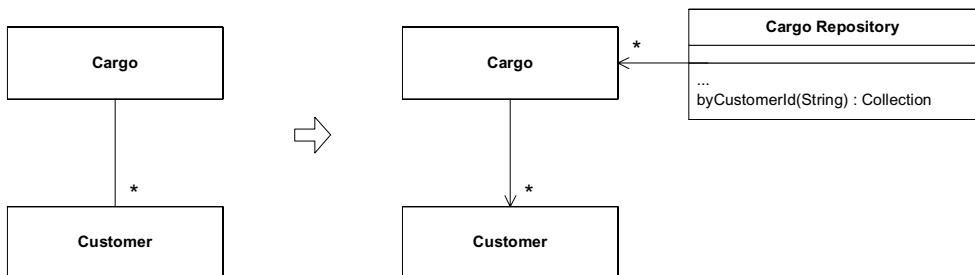 Cargo
*
Customer
Cargo
*
Customer
*
Cargo Repository
...
byCustomerId(String) : Collection